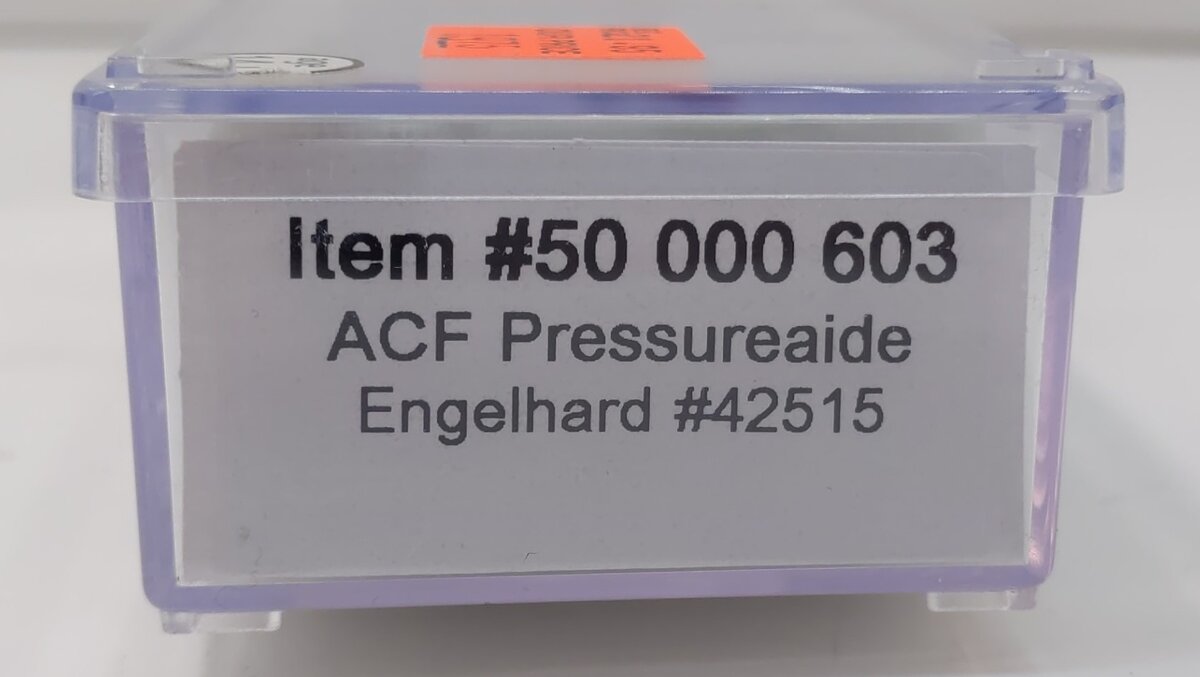 Item #50 000 603
ACF Pressureaide
Engelhard #42515